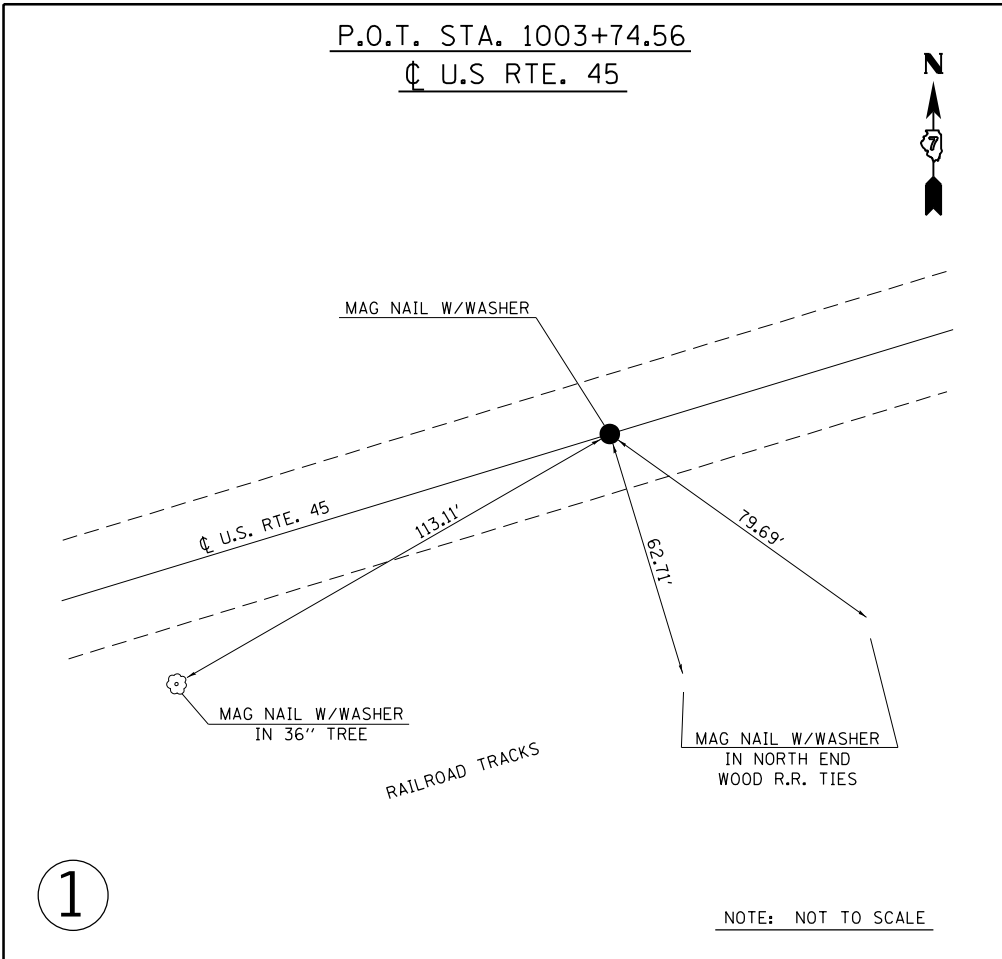 P.O.T. STA. 1003+74.56
℄ U.S RTE. 45
N
7
MAG NAIL W/WASHER
℄ U.S. RTE. 45
113.11'
62.71'
79.69'
MAG NAIL W/WASHER
IN 36" TREE
MAG NAIL W/WASHER
IN NORTH END
WOOD R.R. TIES
RAILROAD TRACKS
1
NOTE: NOT TO SCALE